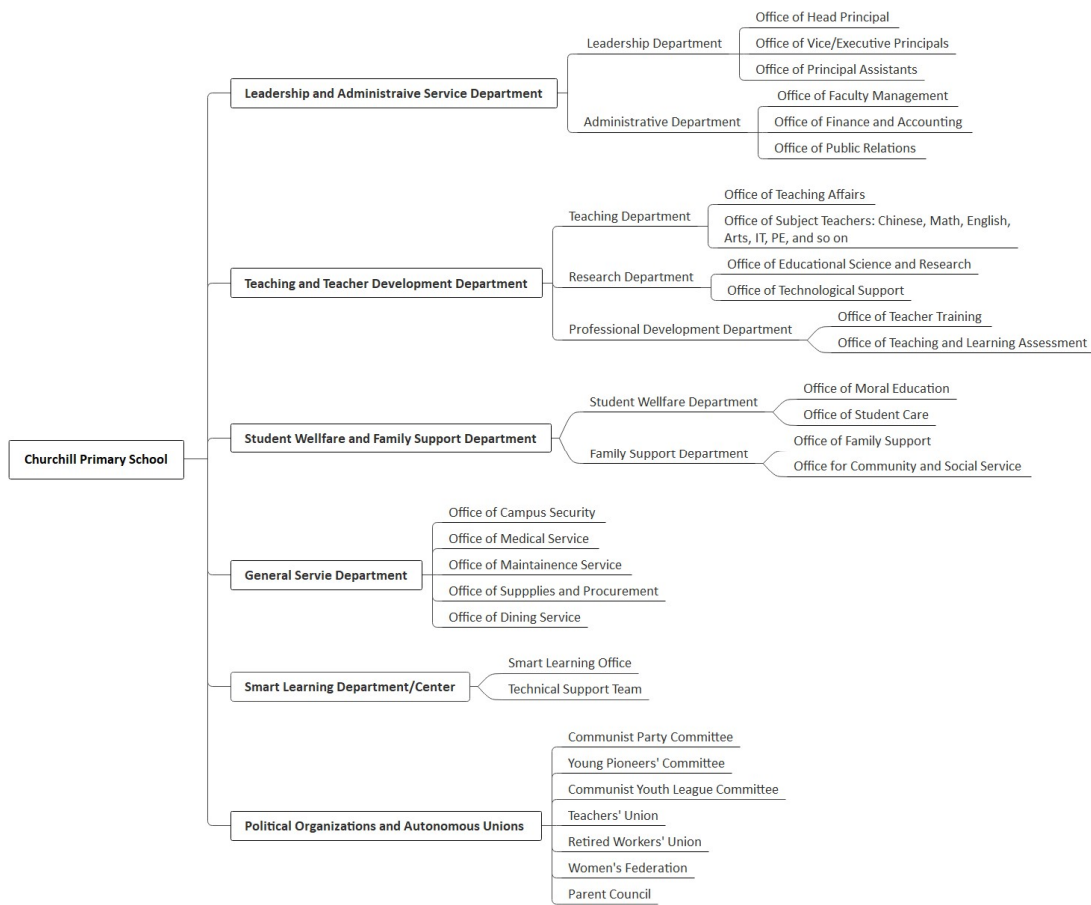 Churchill Primary School
Leadership and Administraive Service Department
Leadership Department
Office of Head Principal
Office of Vice/Executive Principals
Office of Principal Assistants
Administrative Department
Office of Faculty Management
Office of Finance and Accounting
Office of Public Relations
Teaching and Teacher Development Department
Teaching Department
Office of Teaching Affairs
Office of Subject Teachers: Chinese, Math, English,
Arts, IT, PE, and so on
Research Department
Office of Educational Science and Research
Office of Technological Support
Professional Development Department
Office of Teacher Training
Office of Teaching and Learning Assessment
Student Wellfare and Family Support Department
Student Wellfare Department
Office of Moral Education
Office of Student Care
Family Support Department
Office of Family Support
Office for Community and Social Service
General Servie Department
Office of Campus Security
Office of Medical Service
Office of Maintainence Service
Office of Suppplies and Procurement
Office of Dining Service
Smart Learning Department/Center
Smart Learning Office
Technical Support Team
Political Organizations and Autonomous Unions
Communist Party Committee
Young Pioneers' Committee
Communist Youth League Committee
Teachers' Union
Retired Workers' Union
Women's Federation
Parent Council